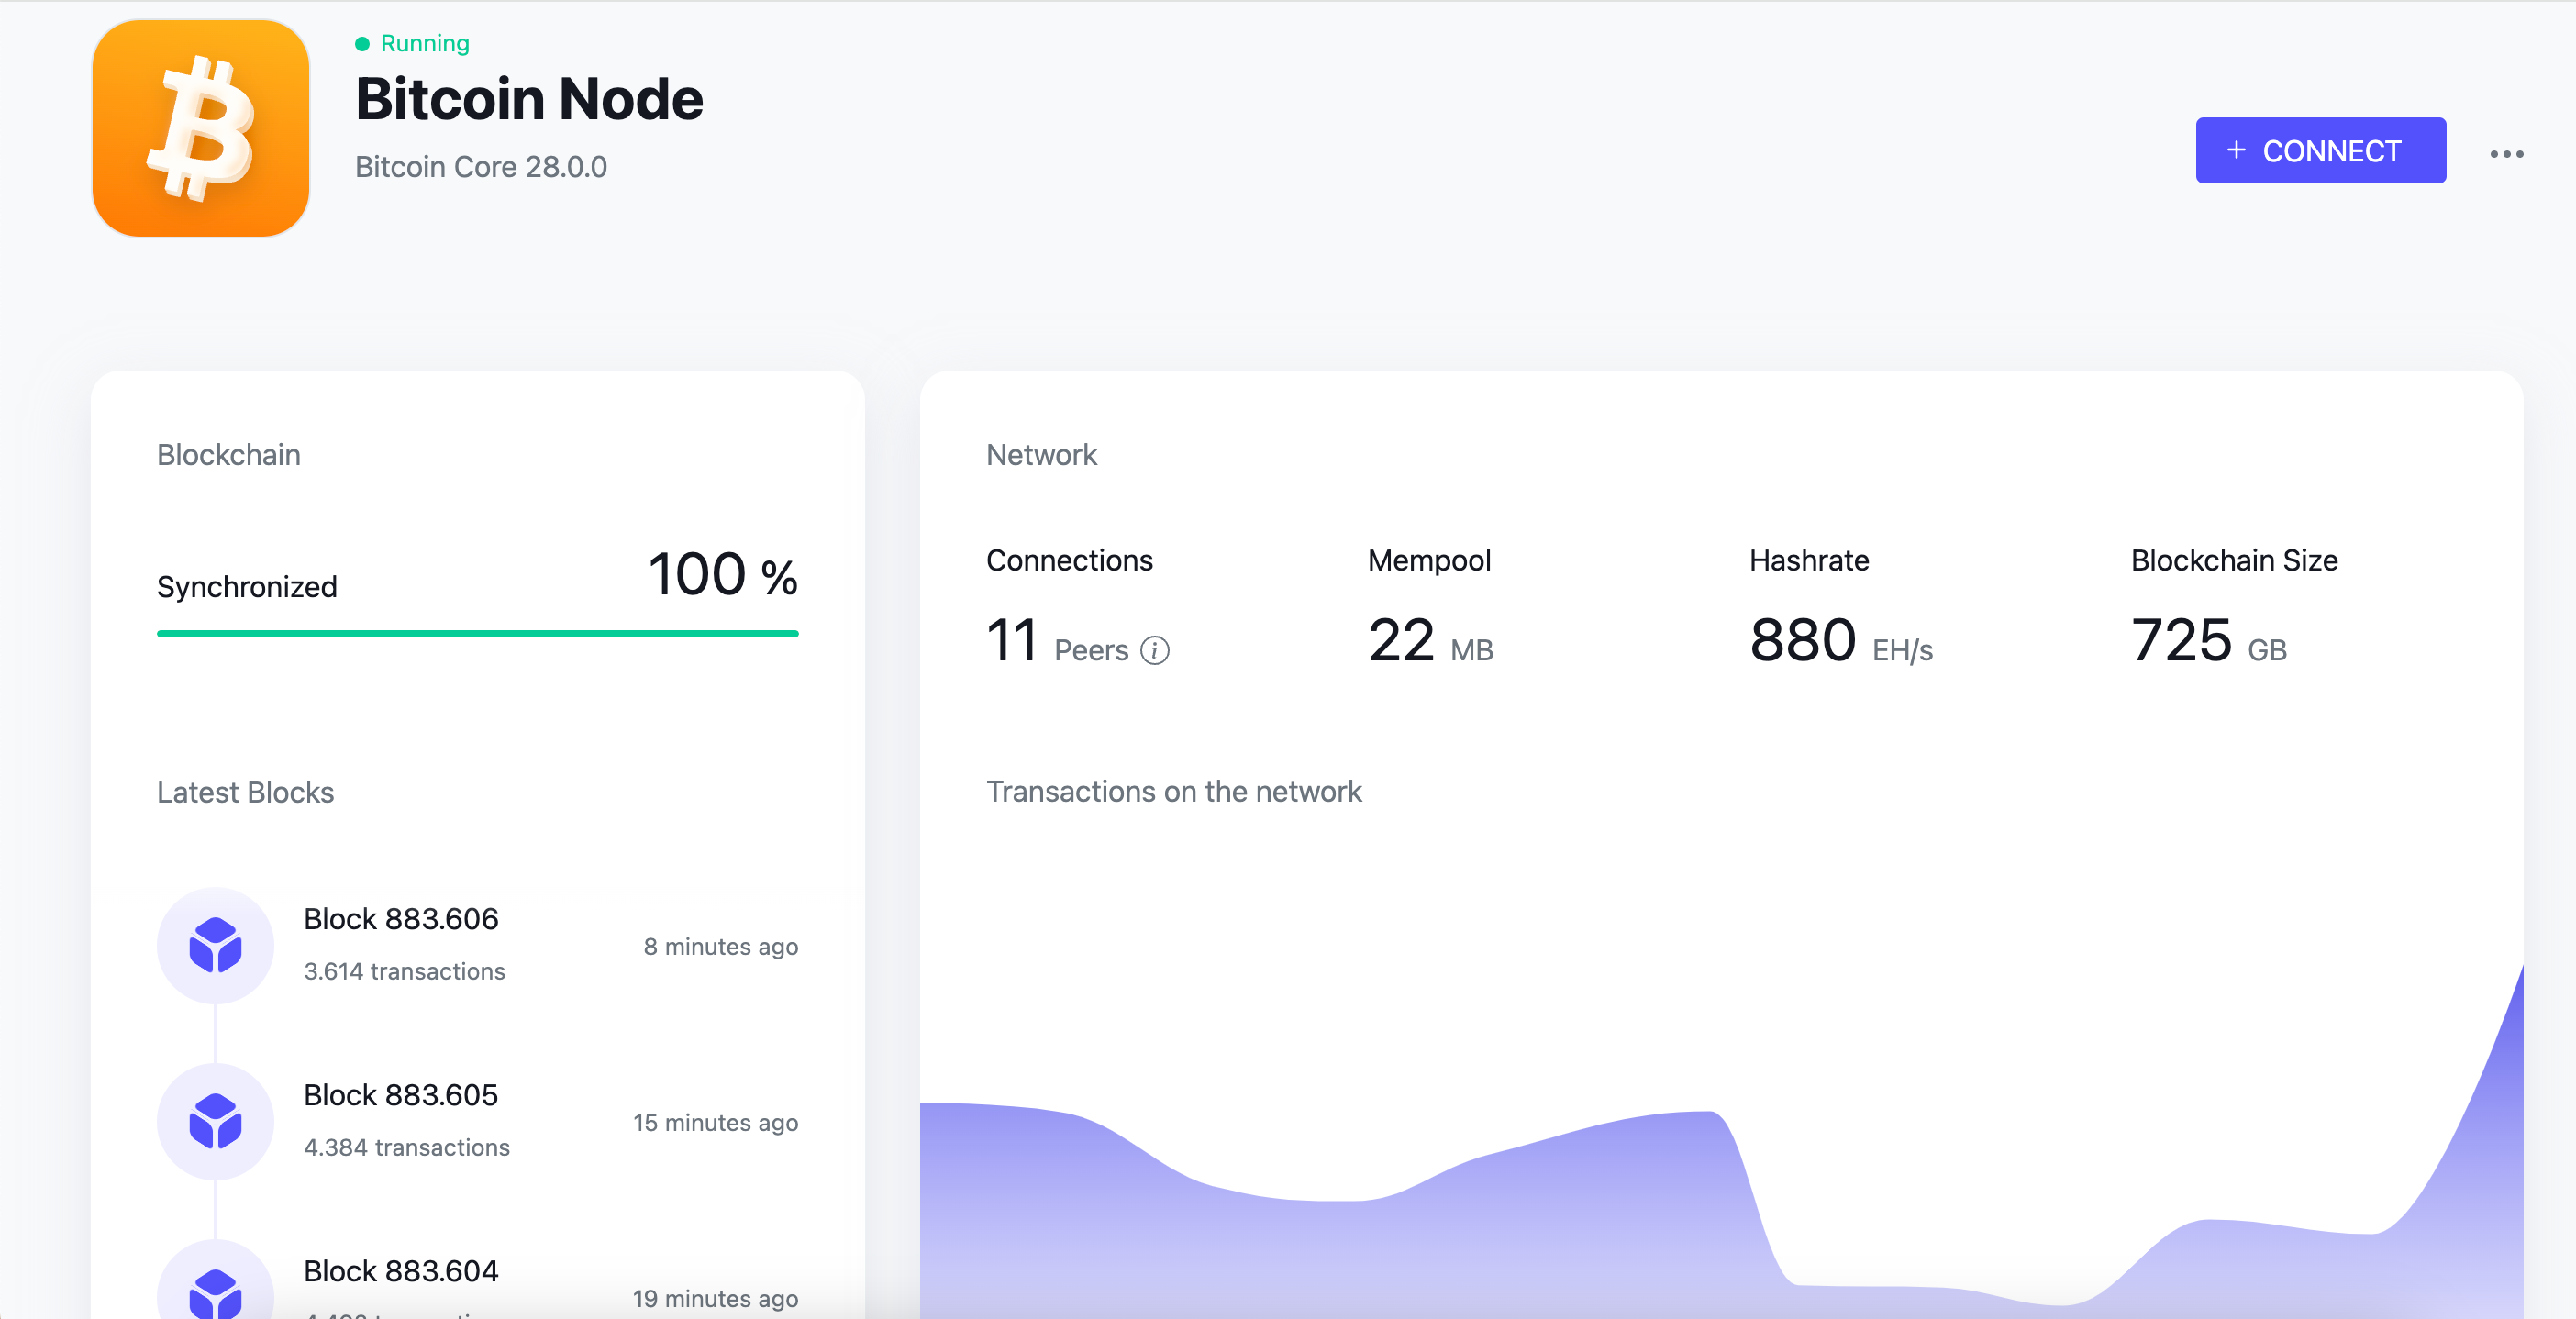 Running
Bitcoin Node
Bitcoin Core 28.0.0
+ CONNECT
Blockchain
Synchronized 100 %
Latest Blocks
Block 883.606
3.614 transactions
8 minutes ago
Block 883.605
4.384 transactions
15 minutes ago
Block 883.604
19 minutes ago
Network
Connections
11 Peers
Mempool
22 MB
Hashrate
880 EH/s
Blockchain Size
725 GB
Transactions on the network